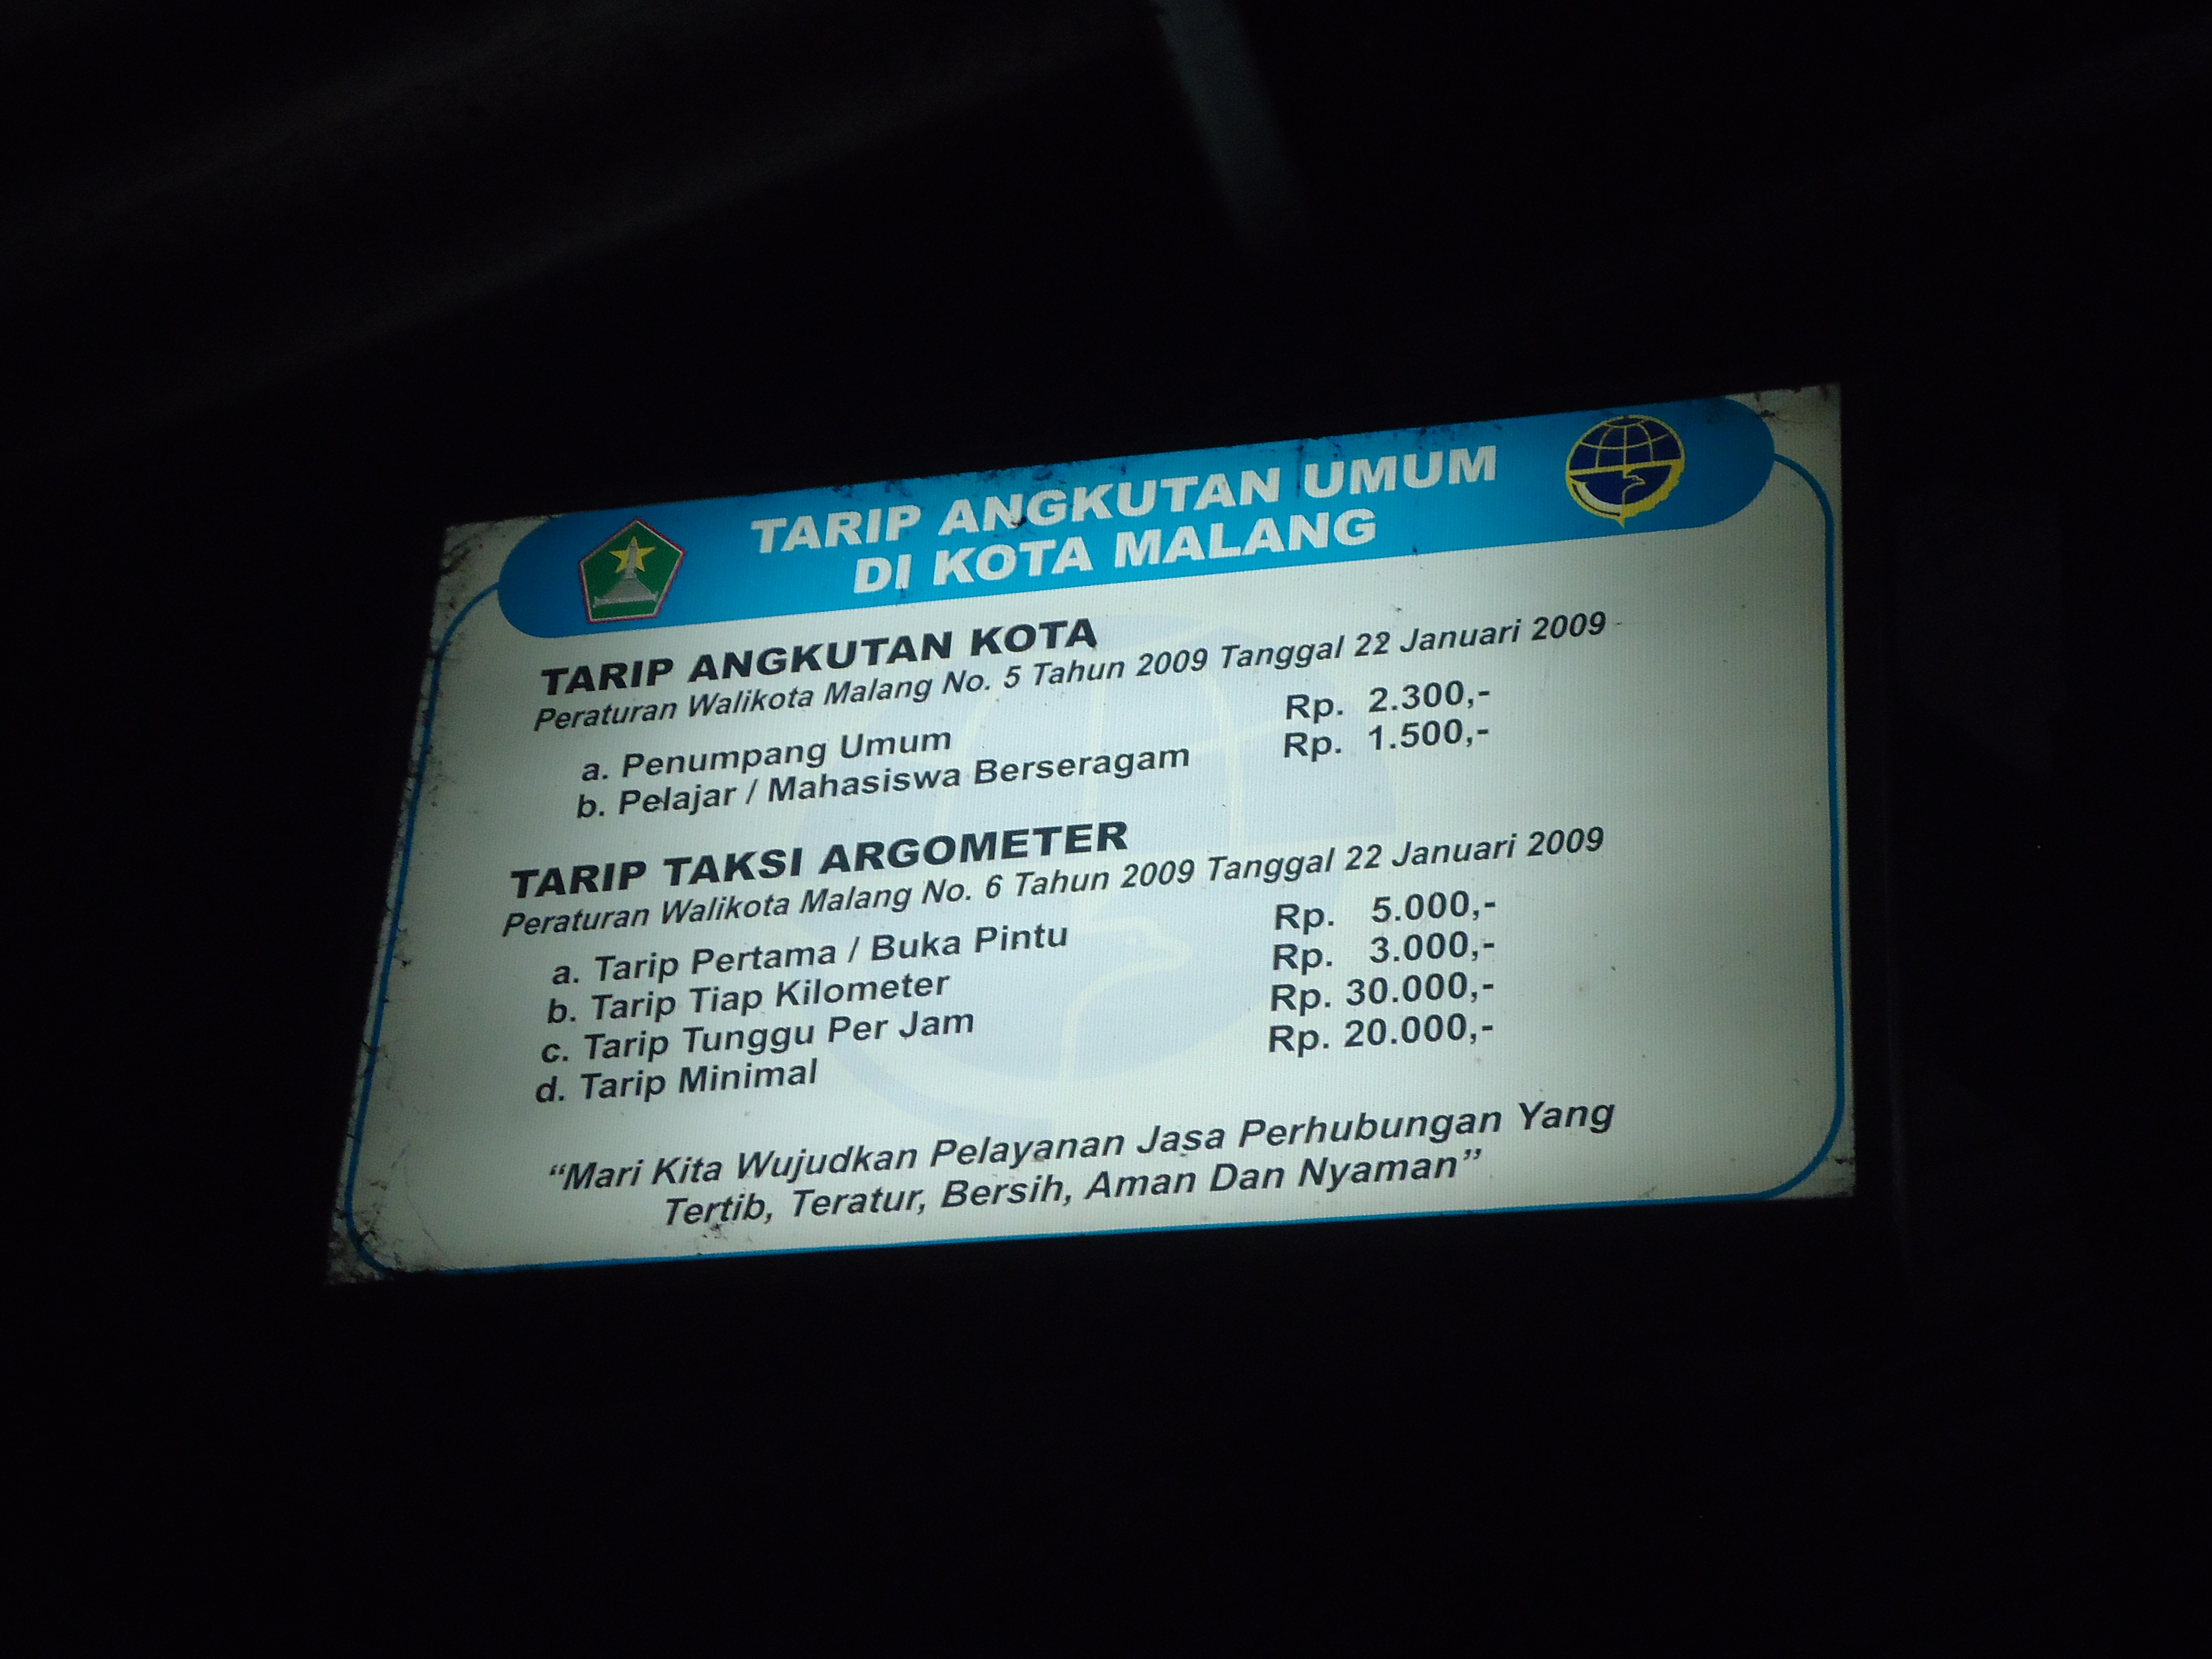 TARIP ANGKUTAN UMUM
DI KOTA MALANG
TARIP ANGKUTAN KOTA
Peraturan Walikota Malang No. 5 Tahun 2009 Tanggal 22 Januari 2009
a. Penumpang Umum Rp. 2.300,-
b. Pelajar / Mahasiswa Berseragam Rp. 1.500,-
TARIP TAKSI ARGOMETER
Peraturan Walikota Malang No. 6 Tahun 2009 Tanggal 22 Januari 2009
a. Tarip Pertama / Buka Pintu Rp. 5.000,-
b. Tarip Tiap Kilometer Rp. 3.000,-
c. Tarip Tunggu Per Jam Rp. 30.000,-
d. Tarip Minimal Rp. 20.000,-
“Mari Kita Wujudkan Pelayanan Jasa Perhubungan Yang
Tertib, Teratur, Bersih, Aman Dan Nyaman”